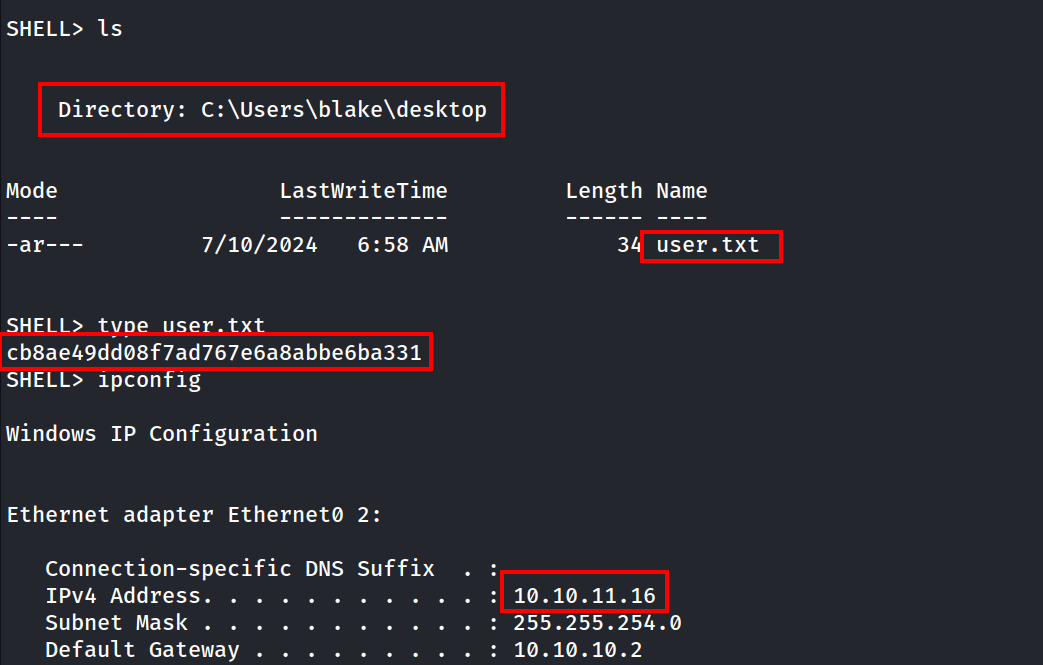 SHELL> ls
Directory: C:\Users\blake\desktop
Mode                LastWriteTime         Length Name
----                -------------         ------ ----
-ar---         7/10/2024   6:58 AM             34 user.txt
SHELL> type user.txt
cb8ae49dd08f7ad767e6a8abbe6ba331
SHELL> ipconfig
Windows IP Configuration
Ethernet adapter Ethernet0 2:
Connection-specific DNS Suffix  . :
IPv4 Address. . . . . . . . . . . : 10.10.11.16
Subnet Mask . . . . . . . . . . . : 255.255.254.0
Default Gateway . . . . . . . . . : 10.10.10.2